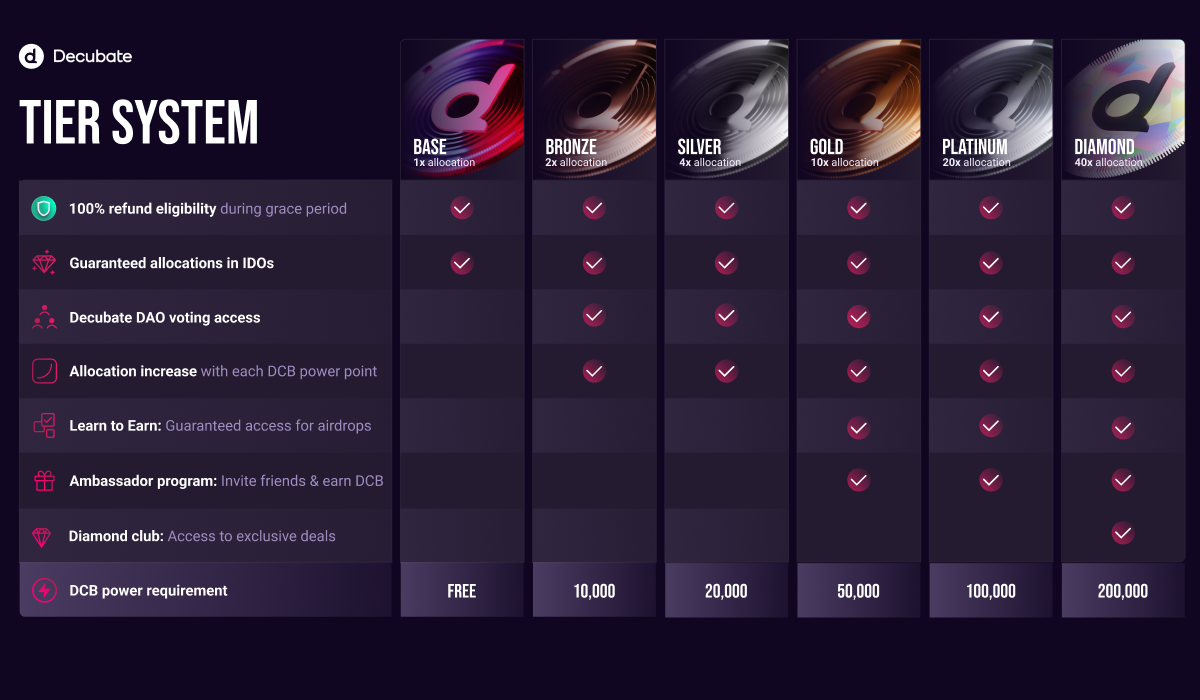 Decubate
TIER SYSTEM
BASE
1x allocation
BRONZE
2x allocation
SILVER
4x allocation
GOLD
10x allocation
PLATINUM
20x allocation
DIAMOND
40x allocation
100% refund eligibility during grace period
Guaranteed allocations in IDOs
Decubate DAO voting access
Allocation increase with each DCB power point
Learn to Earn: Guaranteed access for airdrops
Ambassador program: Invite friends & earn DCB
Diamond club: Access to exclusive deals
DCB power requirement
FREE
10,000
20,000
50,000
100,000
200,000